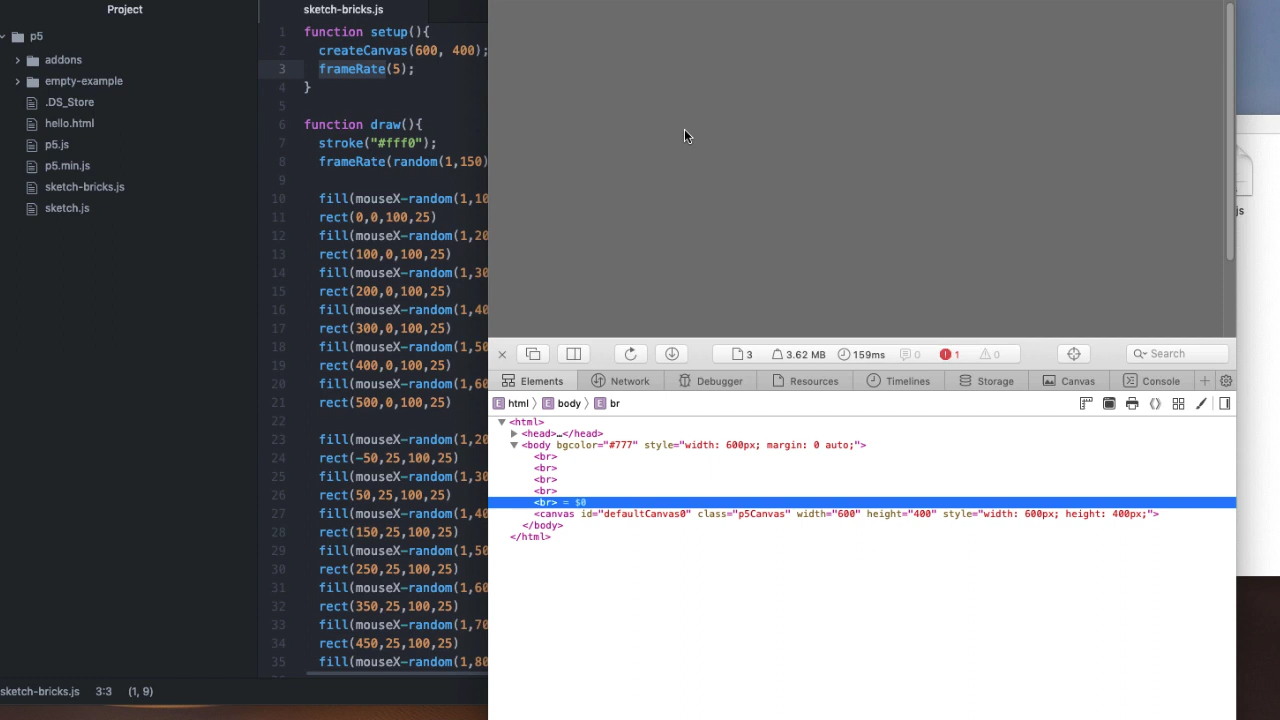 Project
p5
addons
empty-example
.DS_Store
hello.html
p5.js
p5.min.js
sketch-bricks.js
sketch.js
sketch-bricks.js
1 function setup(){
2 createCanvas(600, 400);
3 frameRate(5);
4 }
5
6 function draw(){
7 stroke("#fff0");
8 frameRate(random(1,150)
9
10 fill(mouseX-random(1,10
11 rect(0,0,100,25)
12 fill(mouseX-random(1,20
13 rect(100,0,100,25)
14 fill(mouseX-random(1,30
15 rect(200,0,100,25)
16 fill(mouseX-random(1,40
17 rect(300,0,100,25)
18 fill(mouseX-random(1,50
19 rect(400,0,100,25)
20 fill(mouseX-random(1,60
21 rect(500,0,100,25)
22
23 fill(mouseX-random(1,20
24 rect(-50,25,100,25)
25 fill(mouseX-random(1,30
26 rect(50,25,100,25)
27 fill(mouseX-random(1,40
28 rect(150,25,100,25)
29 fill(mouseX-random(1,50
30 rect(250,25,100,25)
31 fill(mouseX-random(1,60
32 rect(350,25,100,25)
33 fill(mouseX-random(1,70
34 rect(450,25,100,25)
35 fill(mouseX-random(1,80
sketch-bricks.js 3:3 (1, 9)
js
3 3.62 MB 159ms 0 1 0 Search
Elements Network Debugger Resources Timelines Storage Canvas Console
E html E body E br
<html>
<head>…</head>
<body bgcolor="#777" style="width: 600px; margin: 0 auto;">
<br>
<br>
<br>
<br>
<br> = $0
<canvas id="defaultCanvas0" class="p5Canvas" width="600" height="400" style="width: 600px; height: 400px;">
</body>
</html>